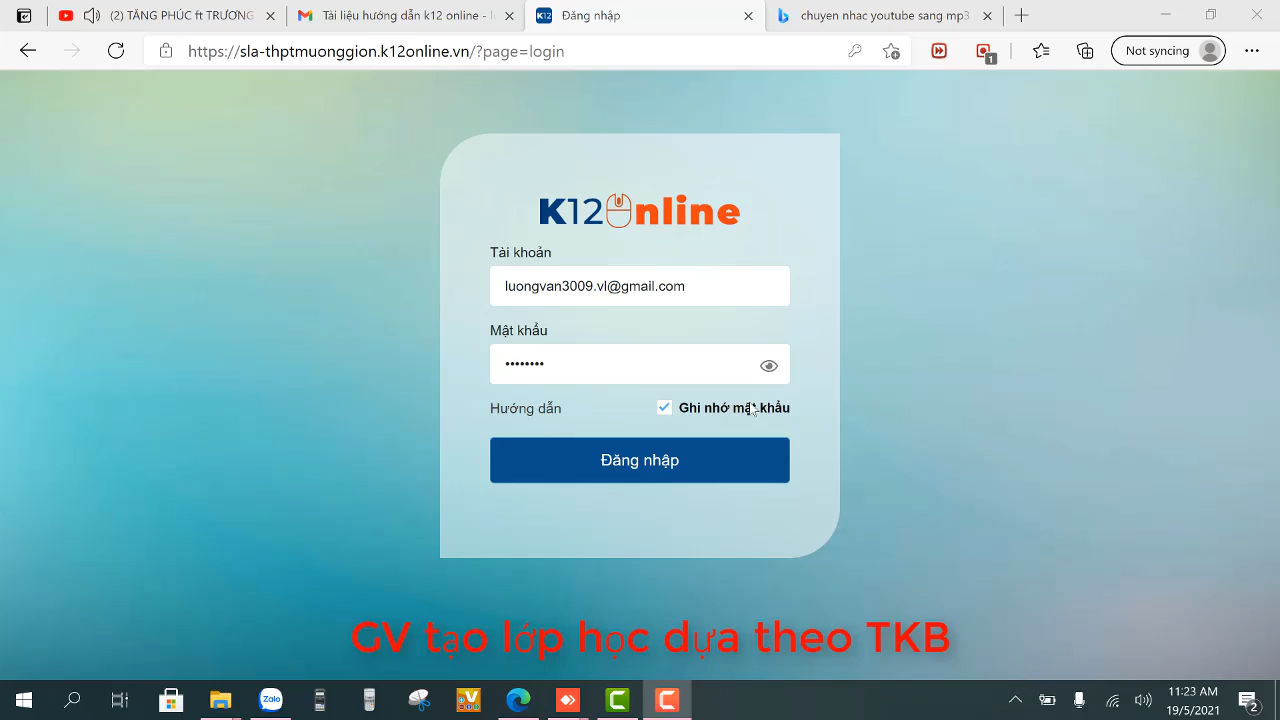 2) TĂNG PHÚC ft TRƯƠNG
Tài liệu hướng dẫn k12 online - l
Đăng nhập
chuyen nhac youtube sang mp3
https://sla-thptmuonggion.k12online.vn/?page=login
1
Not syncing
K12Online
Tài khoản
luongvan3009.vl@gmail.com
Mật khẩu
••••••••
Hướng dẫn
Ghi nhớ mật khẩu
Đăng nhập
GV tạo lớp học dựa theo TKB
Zalo
11:23 AM
19/5/2021
2